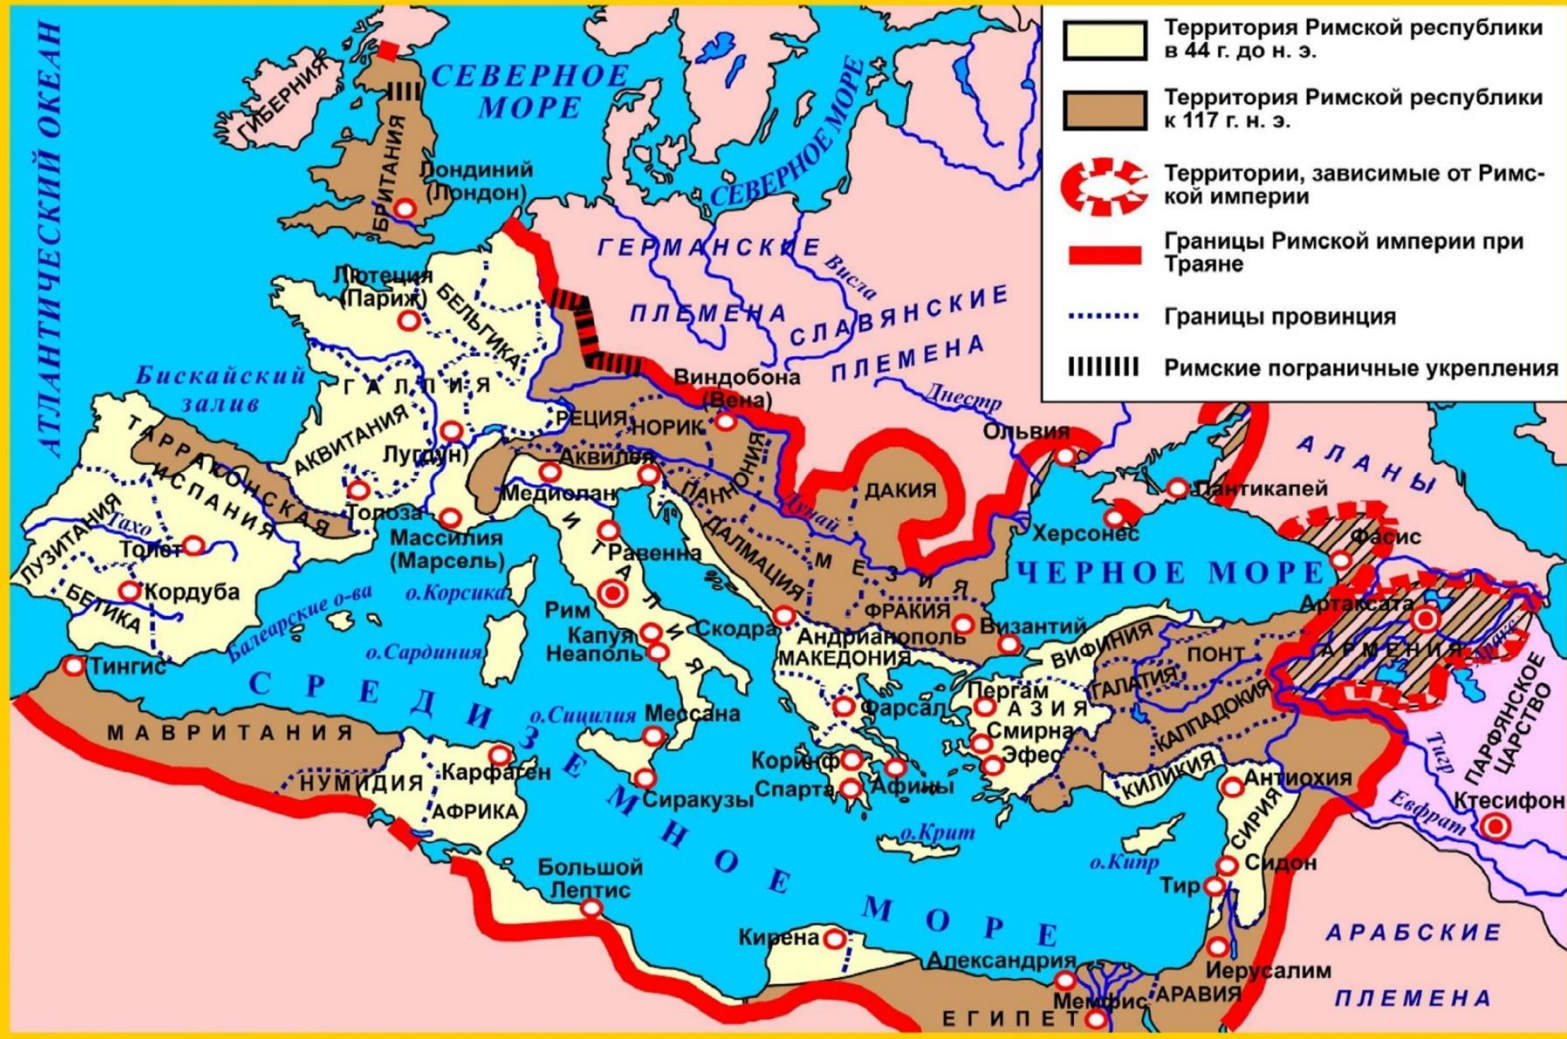 Территория Римской республики
в 44 г. до н. э.
Территория Римской республики
к 117 г. н. э.
Территории, зависимые от Римс-
кой империи
Границы Римской империи при
Траяне
Границы провинция
Римские пограничные укрепления
АТЛАНТИЧЕСКИЙ ОКЕАН
ГИБЕРНИЯ
СЕВЕРНОЕ
МОРЕ
СЕВЕРНОЕ МОРЕ
БРИТАНИЯ
Лондиний
(Лондон)
ГЕРМАНСКИЕ
ПЛЕМЕНА
Висла
СЛАВЯНСКИЕ
ПЛЕМЕНА
Лютеция
(Париж)
БЕЛЬГИКА
Бискайский
залив
ГАЛЛИЯ
АКВИТАНИЯ
Лугдун)
Виндобона
(Вена)
Днестр
РЕЦИЯ
НОРИК
ПАННОНИЯ
Аквилея
Медиолан
ОЛЬВИЯ
АЛАНЫ
Пантикапей
Херсонес
ДАКИЯ
Дунай
ТАРРАКОНСКАЯ
ИСПАНИЯ
ЛУЗИТАНИЯ
Тахо
Толет
Кордуба
БЕТИКА
Толоза
Массилия
(Марсель)
ИТАЛИЯ
Равенна
ДАЛМАЦИЯ
МЕЗИЯ
ЧЕРНОЕ МОРЕ
Фасис
Артаксата
АРМЕНИЯ
Аракс
Балеарские о-ва
о.Корсика
о.Сардиния
Рим
Капуя
Неаполь
Скодра
ФРАКИЯ
Андрианополь
МАКЕДОНИЯ
Византий
ВИФИНИЯ
ПОНТ
ГАЛАТИЯ
КАППАДОКИЯ
Тингис
МАВРИТАНИЯ
НУМИДИЯ
СРЕДИЗЕМНОЕ МОРЕ
о.Сицилия
Мессана
Карфаген
АФРИКА
Сиракузы
Фарсал
Пергам
АЗИЯ
Смирна
Эфес
Коринф
Спарта
Афины
КИЛИКИЯ
Антиохия
СИРИЯ
ПАРФЯНСКОЕ
ЦАРСТВО
Тигр
Евфрат
Ктесифон
о.Крит
о.Кипр
Сидон
Тир
Большой
Лептис
Кирена
Александрия
Мемфис
ЕГИПЕТ
Иерусалим
АРАВИЯ
АРАБСКИЕ
ПЛЕМЕНА